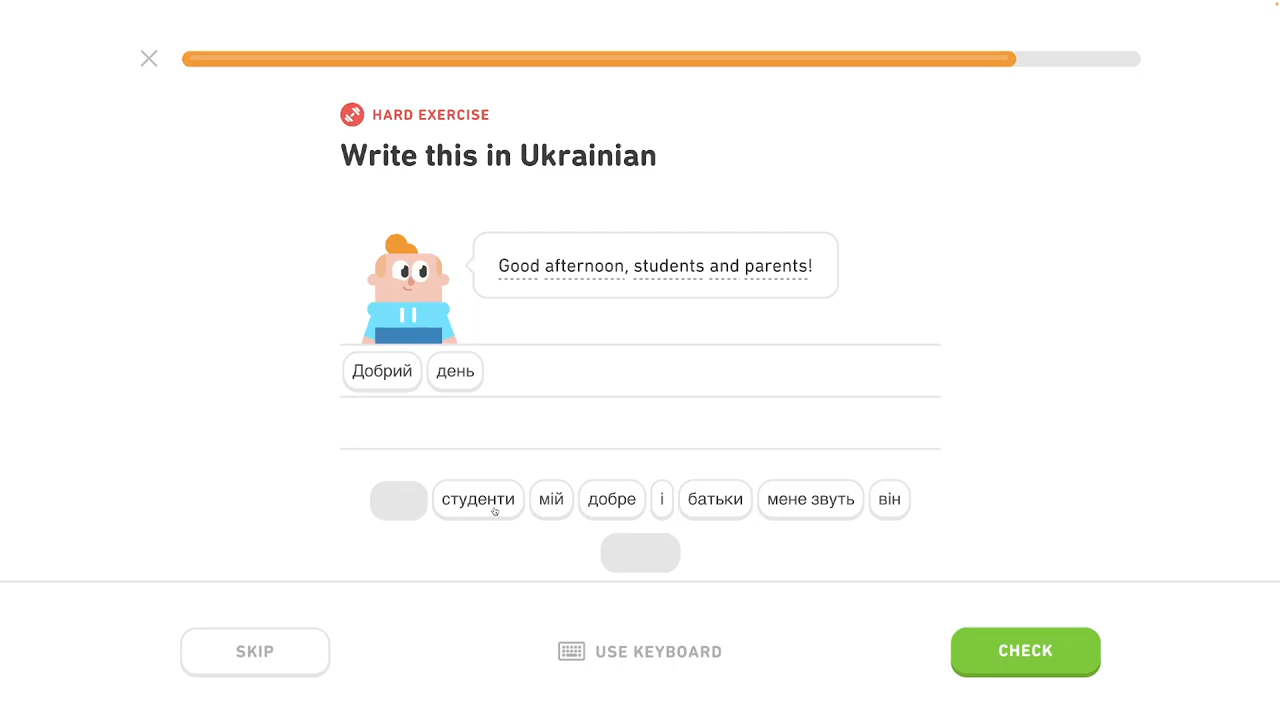 HARD EXERCISE
Write this in Ukrainian
Good afternoon, students and parents!
Добрий день
студенти мій добре і батьки мене звуть він
SKIP USE KEYBOARD CHECK